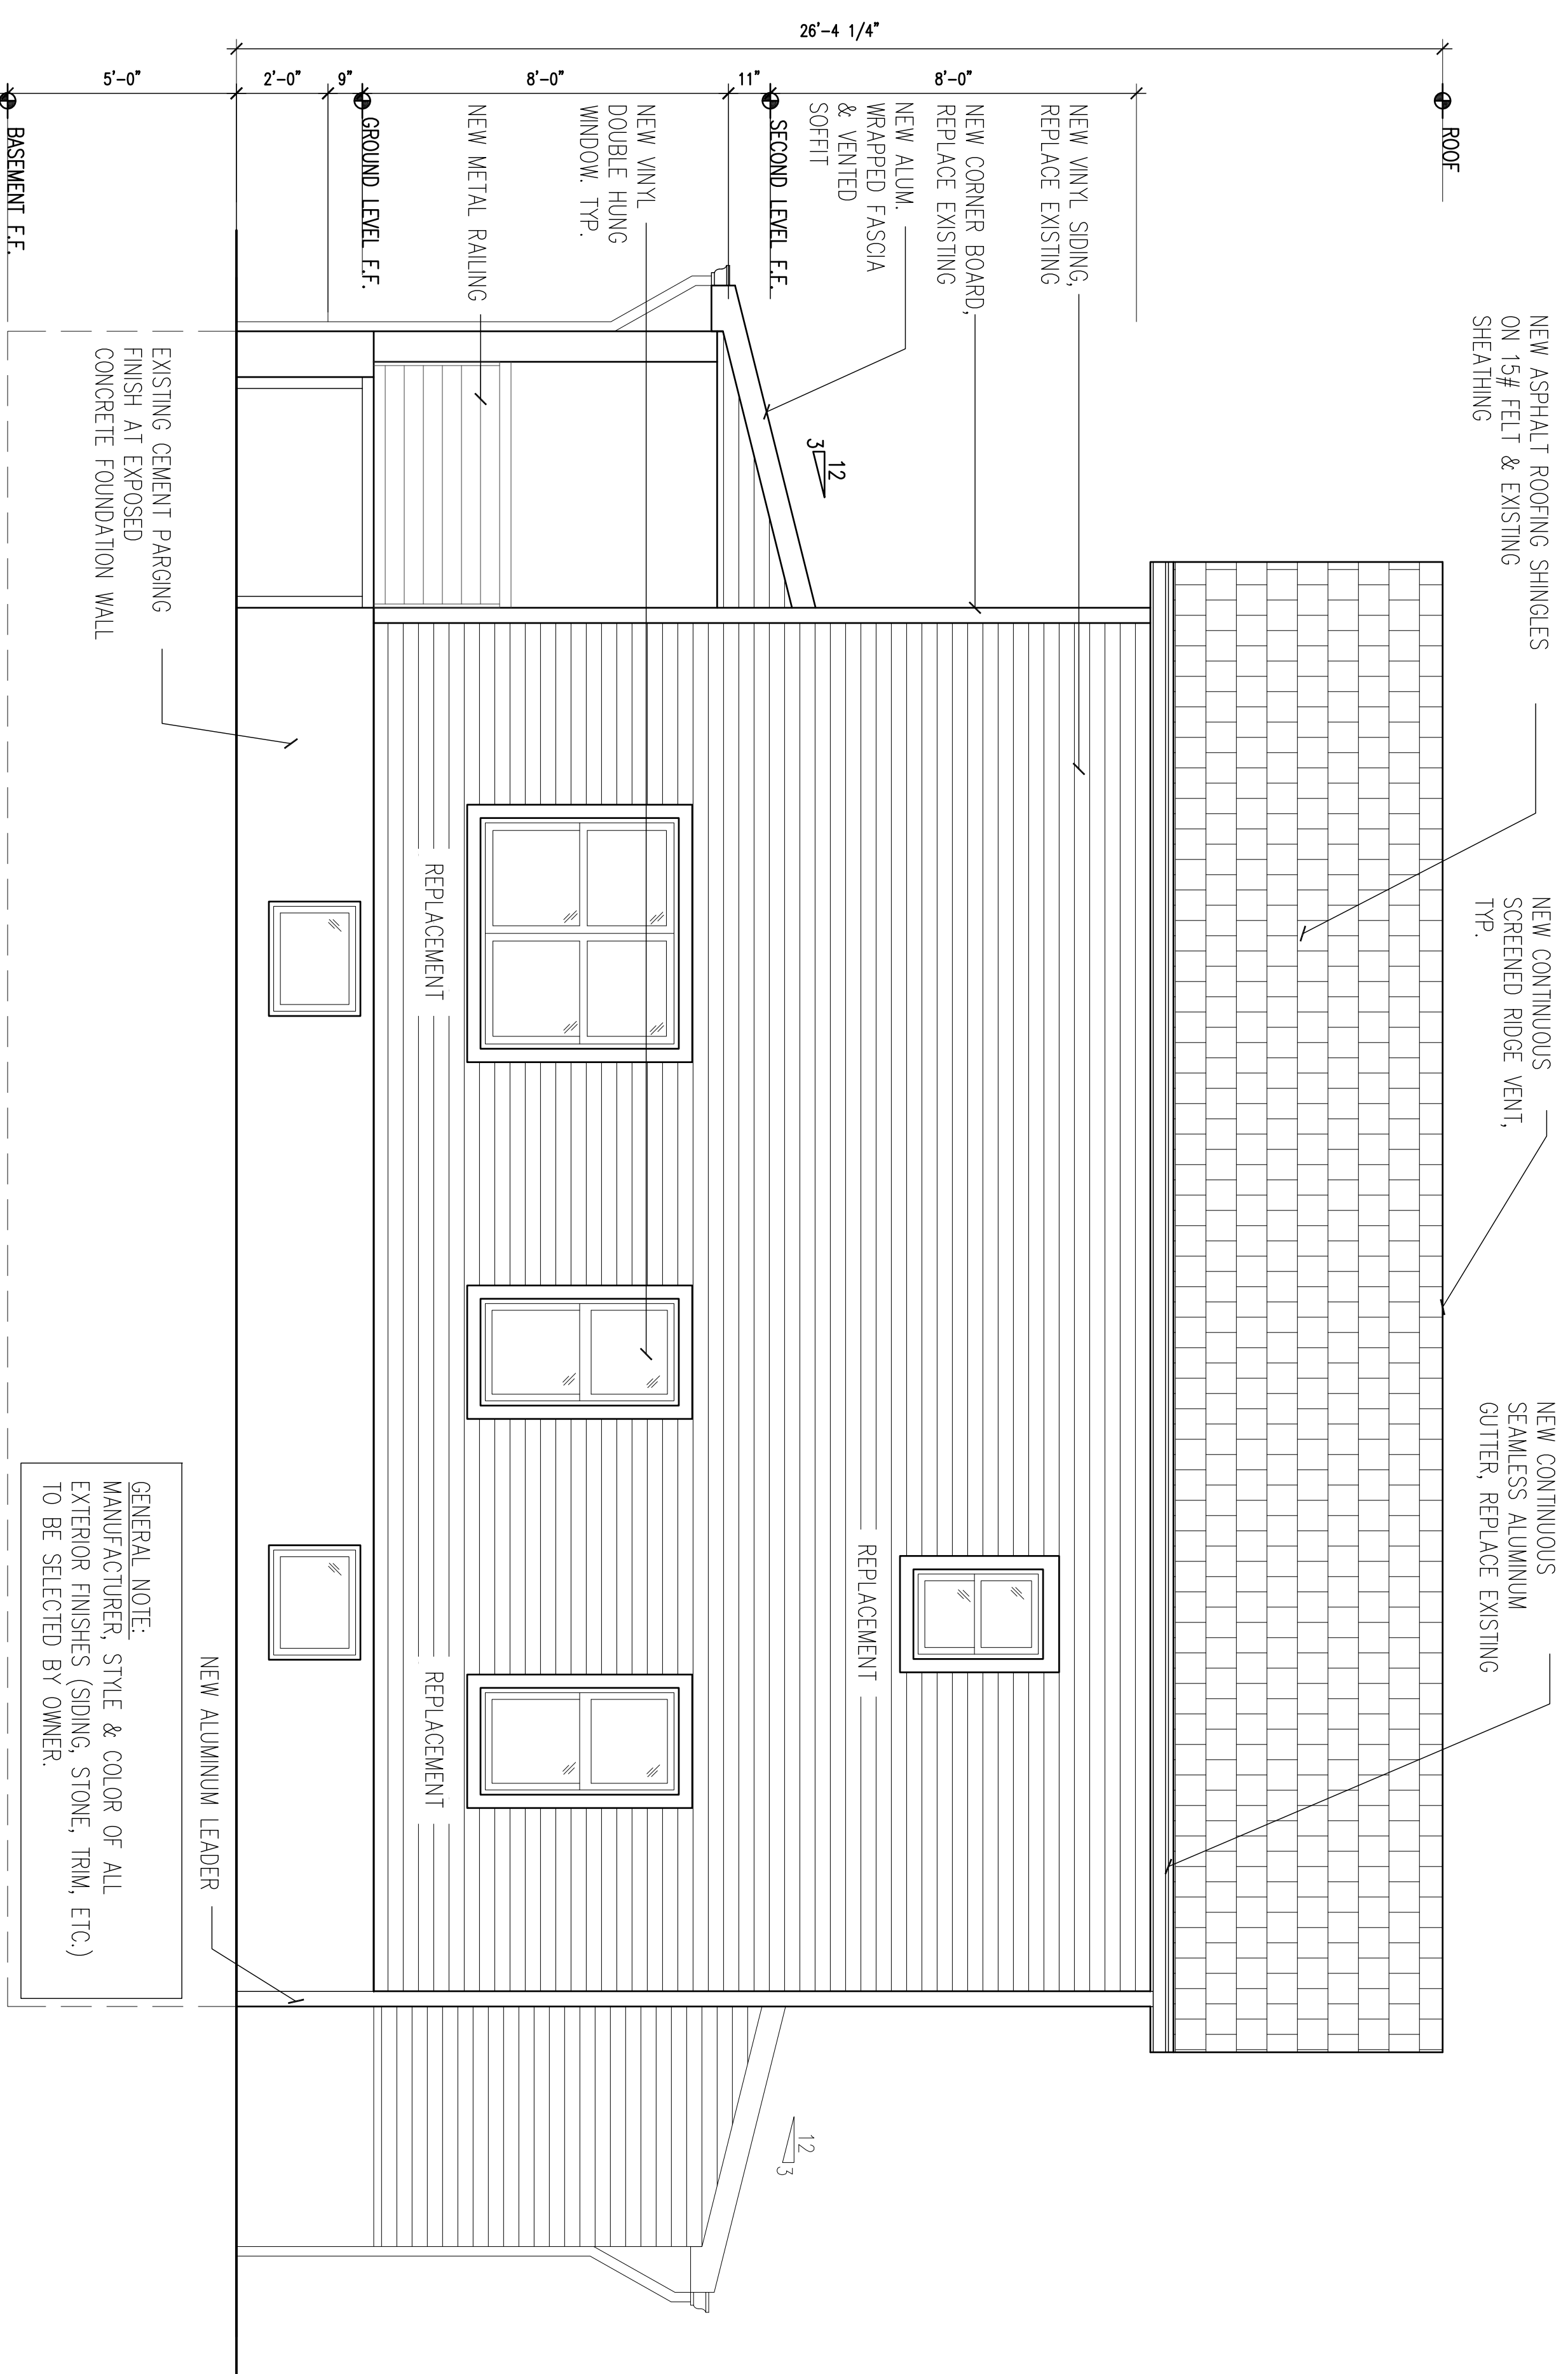 NEW ASPHALT ROOFING SHINGLES
ON 15# FELT & EXISTING
SHEATHING
NEW CONTINUOUS
SCREENED RIDGE VENT,
TYP.
NEW CONTINUOUS
SEAMLESS ALUMINUM
GUTTER, REPLACE EXISTING
ROOF
NEW VINYL SIDING,
REPLACE EXISTING
NEW CORNER BOARD,
REPLACE EXISTING
NEW ALUM.
WRAPPED FASCIA
& VENTED
SOFFIT
SECOND LEVEL F.F.
NEW VINYL
DOUBLE HUNG
WINDOW. TYP.
NEW METAL RAILING
GROUND LEVEL F.F.
BASEMENT F.F.
26'-4 1/4"
8'-0"
11"
8'-0"
9"
2'-0"
5'-0"
12
3
12
3
REPLACEMENT
REPLACEMENT
REPLACEMENT
EXISTING CEMENT PARGING
FINISH AT EXPOSED
CONCRETE FOUNDATION WALL
NEW ALUMINUM LEADER
GENERAL NOTE:
MANUFACTURER, STYLE & COLOR OF ALL
EXTERIOR FINISHES (SIDING, STONE, TRIM, ETC.)
TO BE SELECTED BY OWNER.